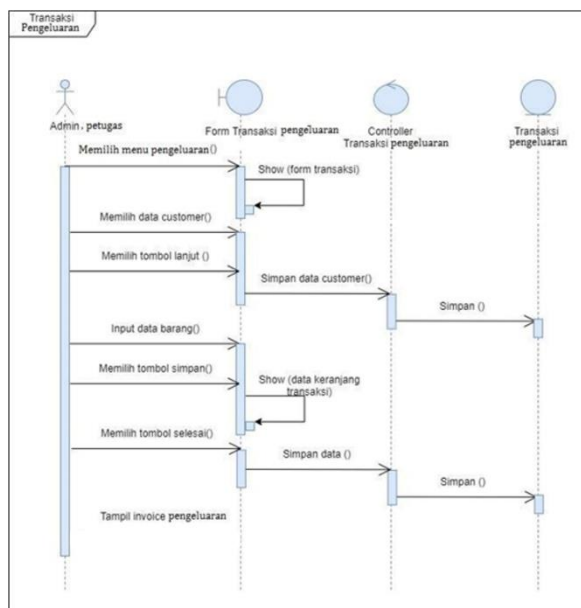 Transaksi
Pengeluaran
Admin, petugas
Form Transaksi pengeluaran
Controller
Transaksi pengeluaran
Transaksi
pengeluaran
Memilih menu pengeluaran()
Show (form transaksi)
Memilih data customer()
Memilih tombol lanjut ()
Simpan data customer()
Simpan ()
Input data barang()
Memilih tombol simpan()
Show (data keranjang
transaksi)
Memilih tombol selesai()
Simpan data ()
Simpan ()
Tampil invoice pengeluaran